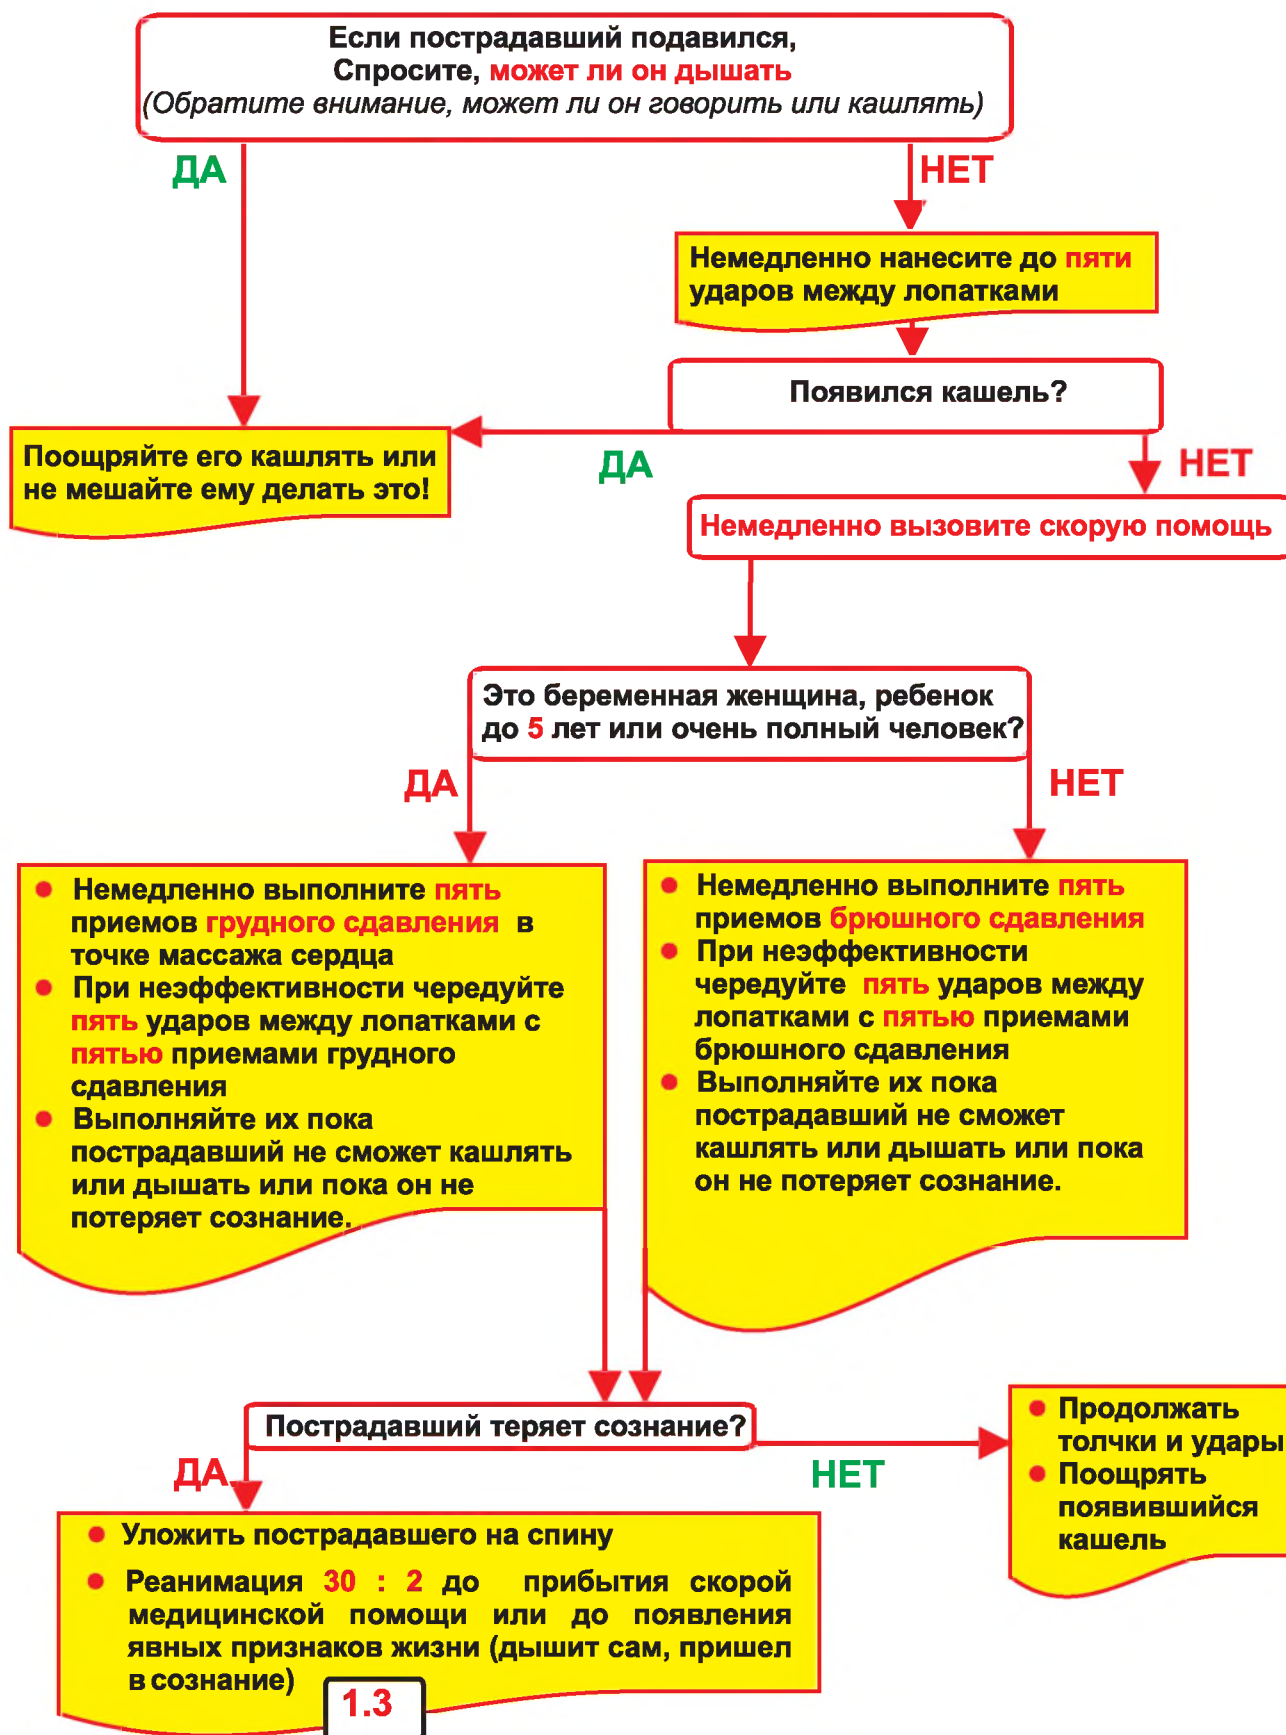 Если пострадавший подавился,
Спросите, может ли он дышать
(Обратите внимание, может ли он говорить или кашлять)
ДА
НЕТ
Немедленно нанесите до пяти
ударов между лопатками
Появился кашель?
ДА
НЕТ
Поощряйте его кашлять или
не мешайте ему делать это!
Немедленно вызовите скорую помощь
Это беременная женщина, ребенок
до 5 лет или очень полный человек?
ДА
НЕТ
• Немедленно выполните пять
приемов грудного сдавления в
точке массажа сердца
• При неэффективности чередуйте
пять ударов между лопатками с
пятью приемами грудного
сдавления
• Выполняйте их пока
пострадавший не сможет кашлять
или дышать или пока он не
потеряет сознание.
• Немедленно выполните пять
приемов брюшного сдавления
• При неэффективности
чередуйте пять ударов между
лопатками с пятью приемами
брюшного сдавления
• Выполняйте их пока
пострадавший не сможет
кашлять или дышать или пока
он не потеряет сознание.
Пострадавший теряет сознание?
ДА
НЕТ
• Продолжать
толчки и удары
• Поощрять
появившийся
кашель
• Уложить пострадавшего на спину
• Реанимация 30 : 2 до прибытия скорой
медицинской помощи или до появления
явных признаков жизни (дышит сам, пришел
в сознание)
1.3